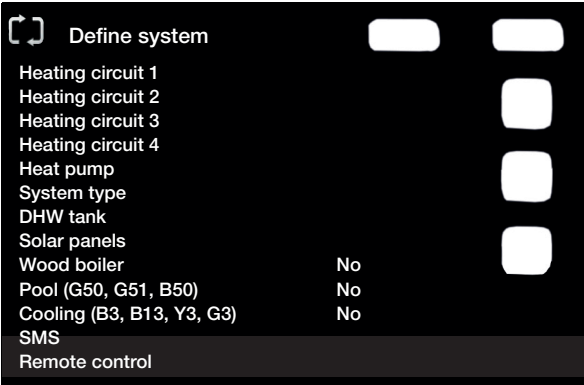 Define system
Heating circuit 1
Heating circuit 2
Heating circuit 3
Heating circuit 4
Heat pump
System type
DHW tank
Solar panels
Wood boiler No
Pool (G50, G51, B50) No
Cooling (B3, B13, Y3, G3) No
SMS
Remote control